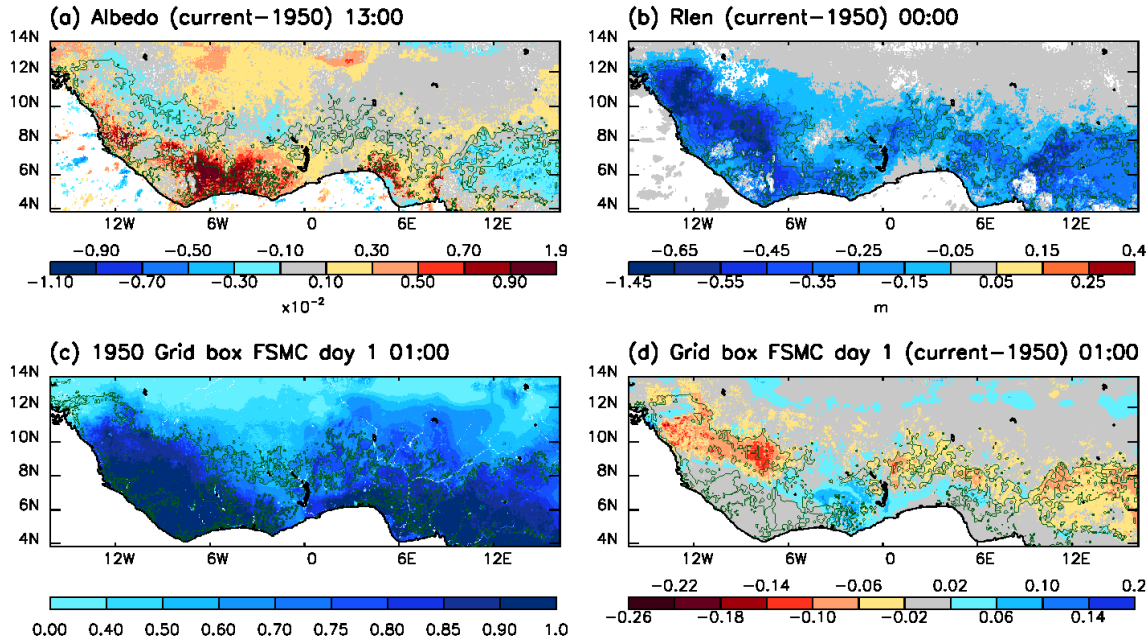 (a) Albedo (current-1950) 13:00
14N
12N
10N
8N
6N
4N
12W 6W 0 6E 12E
-0.90 -0.50 -0.10 0.30 0.70 1.9
-1.10 -0.70 -0.30 0.10 0.50 0.90
x10⁻²
(b) Rlen (current-1950) 00:00
14N
12N
10N
8N
6N
4N
12W 6W 0 6E 12E
-0.65 -0.45 -0.25 -0.05 0.15 0.4
-1.45 -0.55 -0.35 -0.15 0.05 0.25
m
(c) 1950 Grid box FSMC day 1 01:00
14N
12N
10N
8N
6N
4N
12W 6W 0 6E 12E
0.00 0.40 0.50 0.60 0.70 0.75 0.80 0.85 0.90 1.0
(d) Grid box FSMC day 1 (current-1950) 01:00
14N
12N
10N
8N
6N
4N
12W 6W 0 6E 12E
-0.22 -0.14 -0.06 0.02 0.10 0.2
-0.26 -0.18 -0.10 -0.02 0.06 0.14